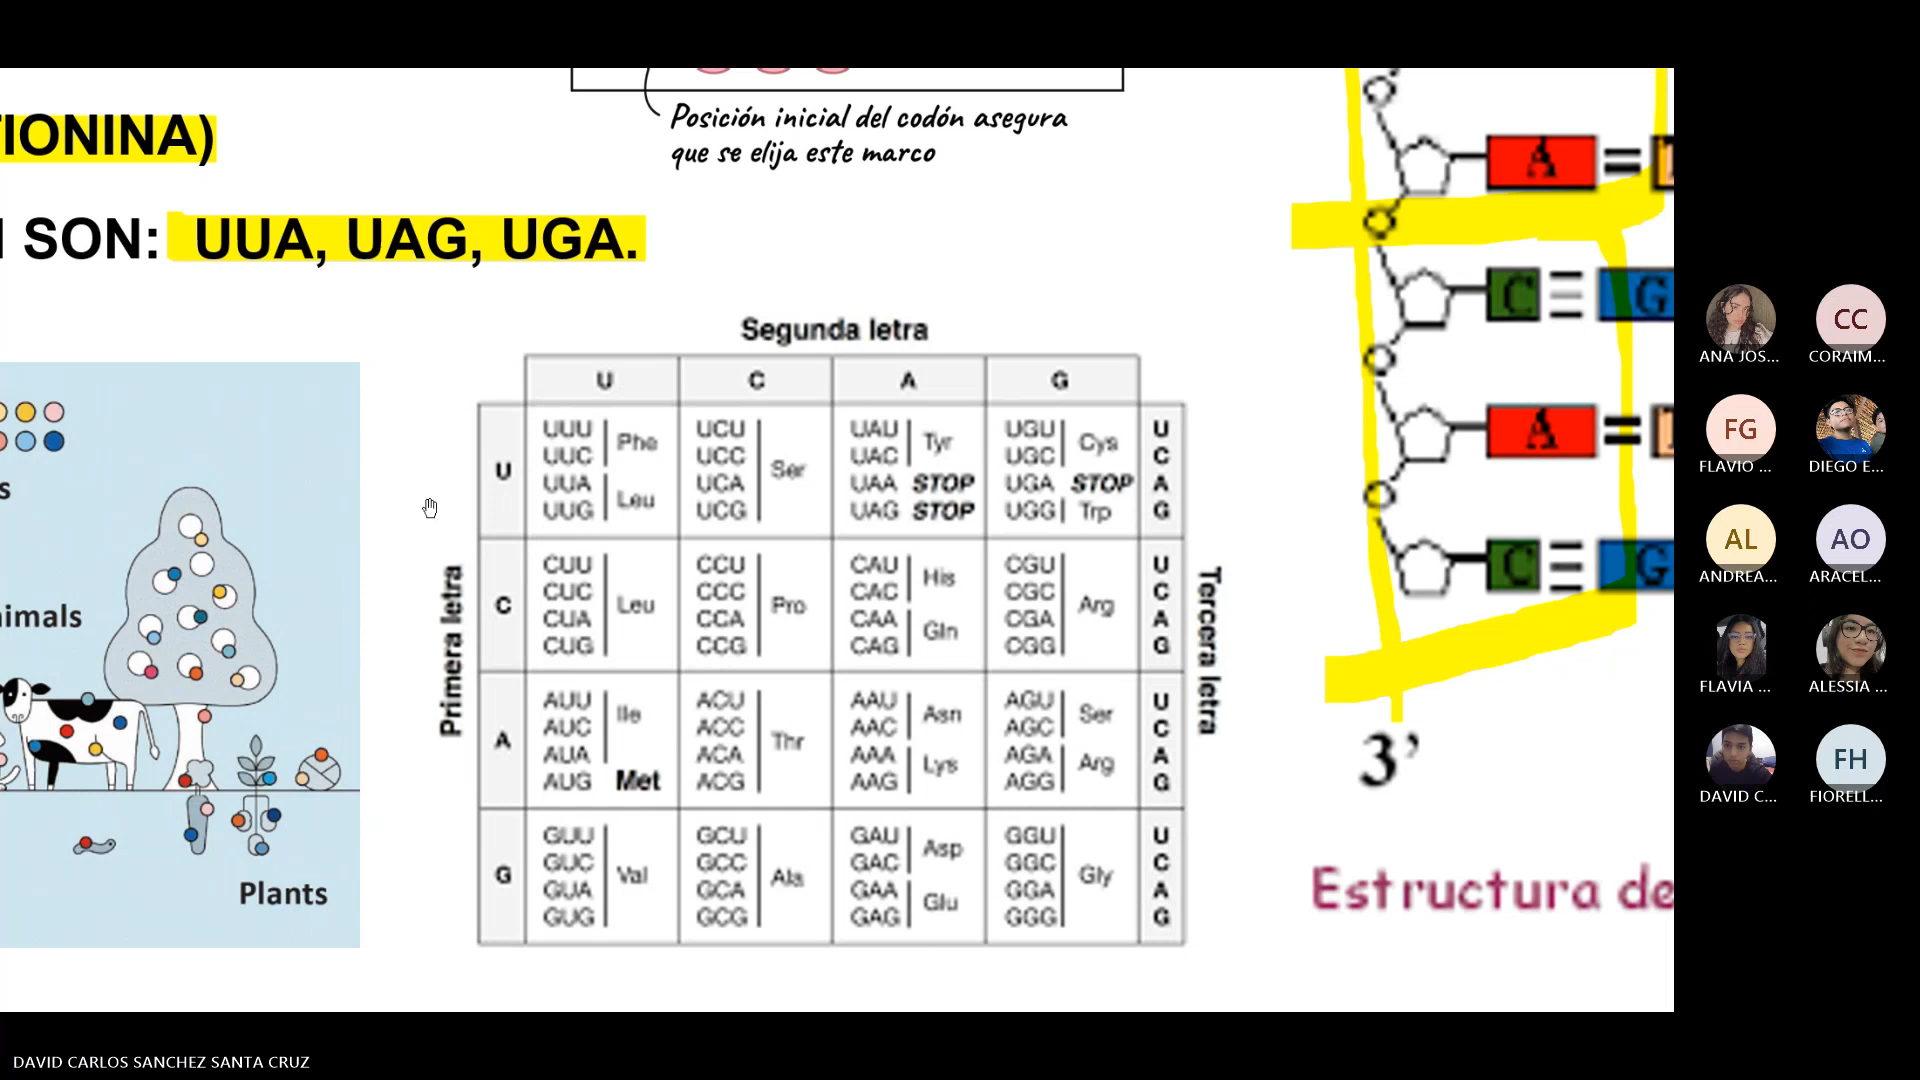 Posición inicial del codón asegura
que se elija este marco
TIONINA)
SON: UUA, UAG, UGA.
Segunda letra
U C A G
Primera letra
Tercera letra
U
UUU UUC Phe UUA UUG Leu
UCU UCC UCA UCG Ser
UAU UAC Tyr UAA STOP UAG STOP
UGU UGC Cys UGA STOP UGG Trp
U C A G
C
CUU CUC CUA CUG Leu
CCU CCC CCA CCG Pro
CAU CAC His CAA CAG Gln
CGU CGC CGA CGG Arg
U C A G
A
AUU AUC AUA Ile AUG Met
ACU ACC ACA ACG Thr
AAU AAC Asn AAA AAG Lys
AGU AGC Ser AGA AGG Arg
U C A G
G
GUU GUC GUA GUG Val
GCU GCC GCA GCG Ala
GAU GAC Asp GAA GAG Glu
GGU GGC GGA GGG Gly
U C A G
imals
Plants
A =
C ≡ G
A =
C ≡ G
3'
Estructura de
ANA JOS...
CC
CORAIM...
FG
FLAVIO ...
DIEGO E...
AL
ANDREA...
AO
ARACEL...
FLAVIA ...
ALESSIA ...
DAVID C...
FH
FIORELL...
DAVID CARLOS SANCHEZ SANTA CRUZ